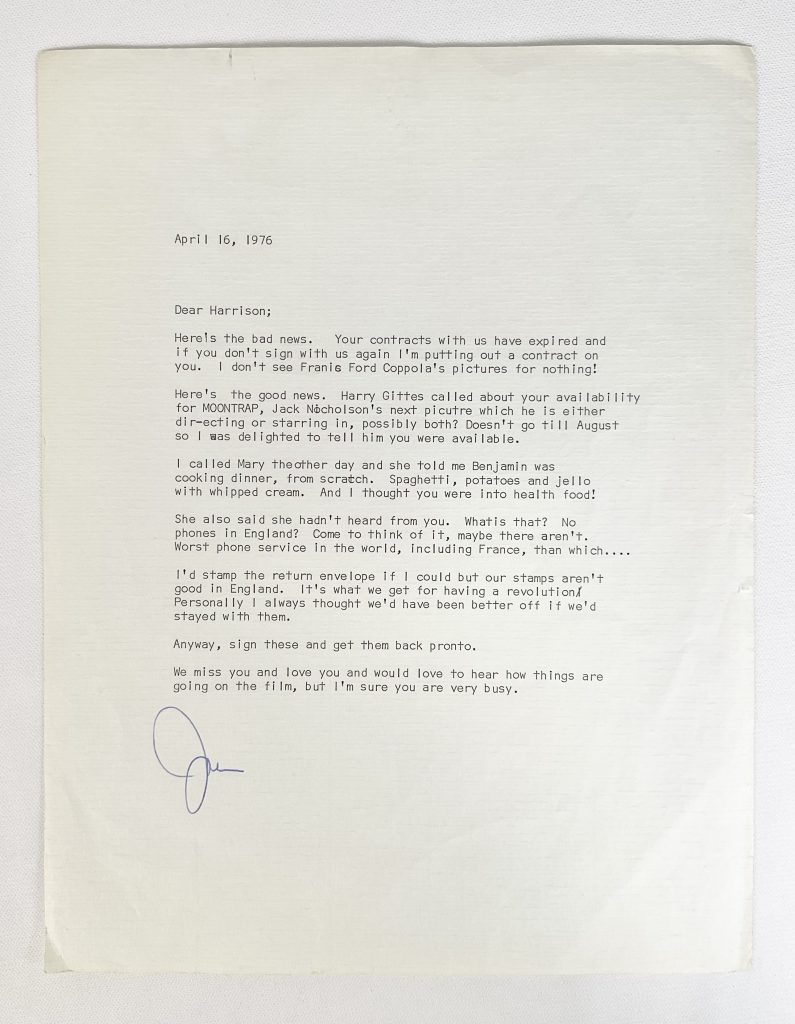 April 16, 1976
Dear Harrison;
Here's the bad news. Your contracts with us have expired and
if you don't sign with us again I'm putting out a contract on
you. I don't see Franis Ford Coppola's pictures for nothing!
Here's the good news. Harry Gittes called about your availability
for MOONTRAP, Jack Nicholson's next picutre which he is either
dir-ecting or starring in, possibly both? Doesn't go till August
so I was delighted to tell him you were available.
I called Mary theother day and she told me Benjamin was
cooking dinner, from scratch. Spaghetti, potatoes and jello
with whipped cream. And I thought you were into health food!
She also said she hadn't heard from you. Whatis that? No
phones in England? Come to think of it, maybe there aren't.
Worst phone service in the world, including France, than which....
I'd stamp the return envelope if I could but our stamps aren't
good in England. It's what we get for having a revolution/
Personally I always thought we'd have been better off if we'd
stayed with them.
Anyway, sign these and get them back pronto.
We miss you and love you and would love to hear how things are
going on the film, but I'm sure you are very busy.